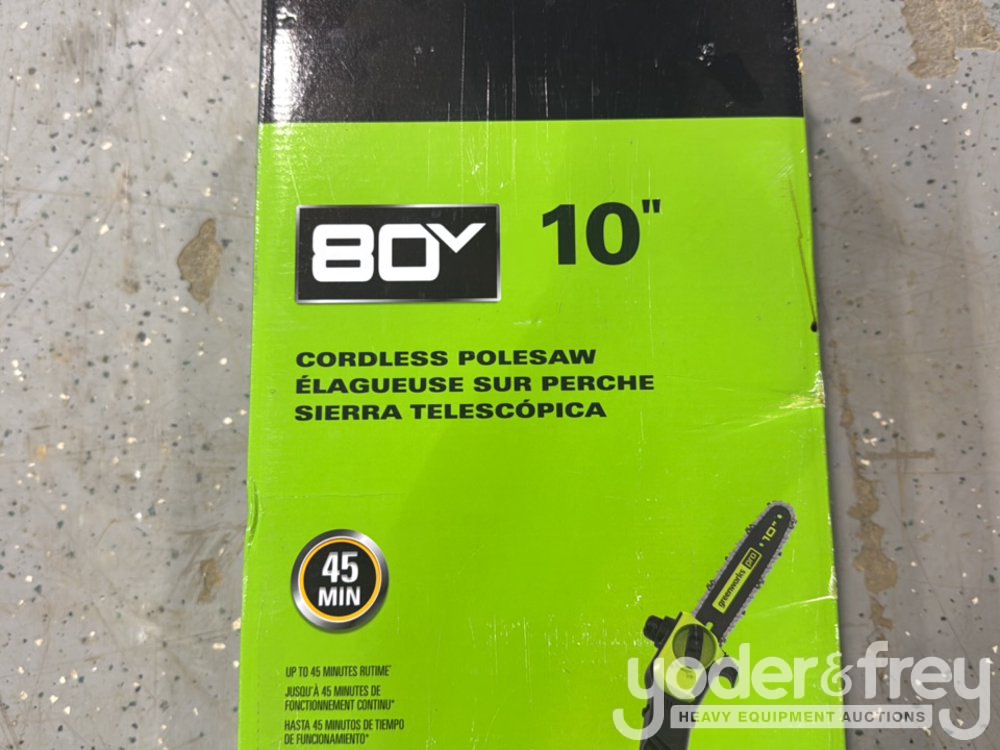 80V
10"
CORDLESS POLESAW
ÉLAGUEUSE SUR PERCHE
SIERRA TELESCÓPICA
45
MIN
UP TO 45 MINUTES RUTIME*
JUSQU'À 45 MINUTES DE
FONCTIONNEMENT CONTINU*
HASTA 45 MINUTOS DE TIEMPO
DE FUNCIONAMIENTO*
greenworks pro 10"
yoder&frey
HEAVY EQUIPMENT AUCTIONS